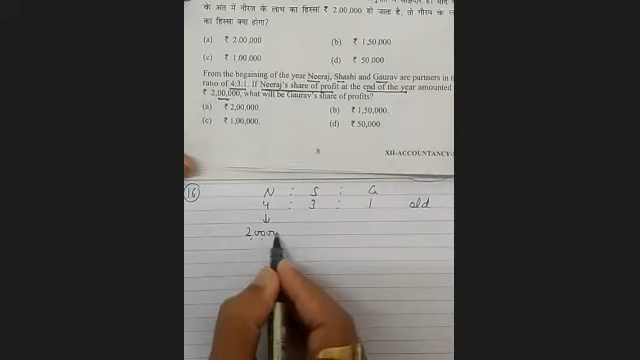 के अंत में नीरज के लाभ का हिस्सा ₹ 2,00,000 हो जाता है, तो गौरव के ल
का हिस्सा क्या होगा?
(a) ₹ 2,00,000 (b) ₹ 1,50,000
(c) ₹ 1,00,000 (d) ₹ 50,000
From the begaining of the year Neeraj, Shashi and Gaurav are partners in t
ratio of 4:3:1. If Neeraj's share of profit at the end of the year amounted
₹ 2,00,000, what will be Gaurav's share of profits?
(a) ₹ 2,00,000. (b) ₹ 1,50,000.
(c) ₹ 1,00,000. (d) ₹ 50,000.
8
XII-ACCOUNTANCY-
16 N : S : G
4 : 3 : 1 old
↓
20000